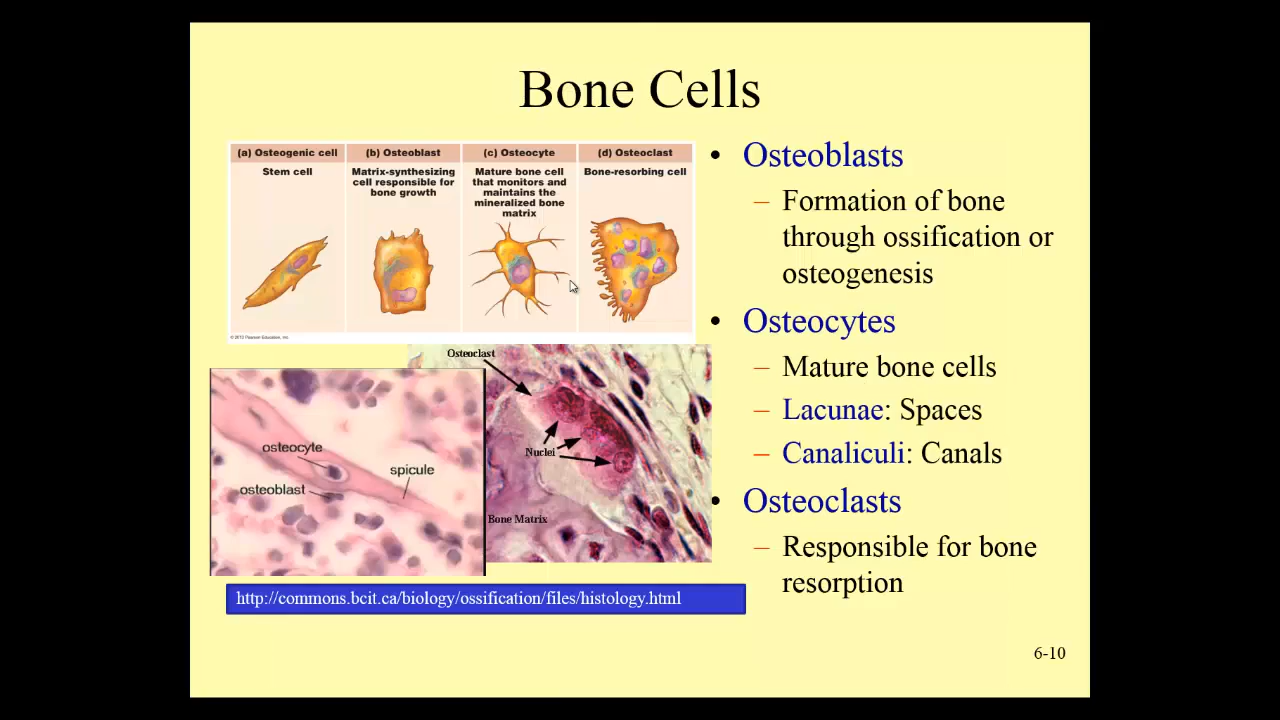 Bone Cells
(a) Osteogenic cell
Stem cell
(b) Osteoblast
Matrix-synthesizing
cell responsible for
bone growth
(c) Osteocyte
Mature bone cell
that monitors and
maintains the
mineralized bone
matrix
(d) Osteoclast
Bone-resorbing cell
© 2012 Pearson Education, Inc.
Osteoclast
Nuclei
Bone Matrix
osteocyte
spicule
osteoblast
http://commons.bcit.ca/biology/ossification/files/histology.html
• Osteoblasts
– Formation of bone
through ossification or
osteogenesis
• Osteocytes
– Mature bone cells
– Lacunae: Spaces
– Canaliculi: Canals
• Osteoclasts
– Responsible for bone
resorption
6-10